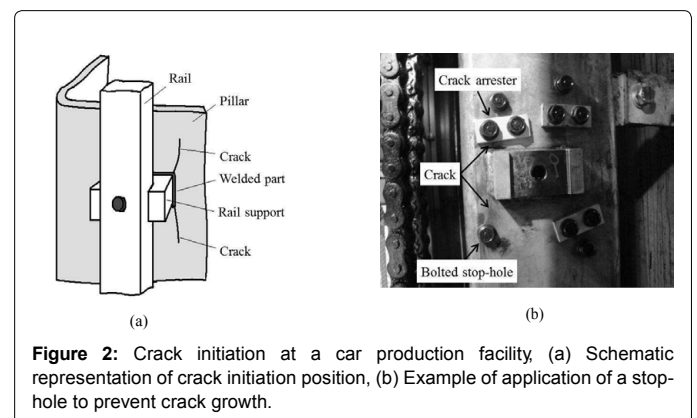 Rail
Pillar
Crack
Welded part
Rail support
Crack
(a)
Crack arrester
Crack
Bolted stop-hole
(b)
Figure 2: Crack initiation at a car production facility, (a) Schematic
representation of crack initiation position, (b) Example of application of a stop-
hole to prevent crack growth.